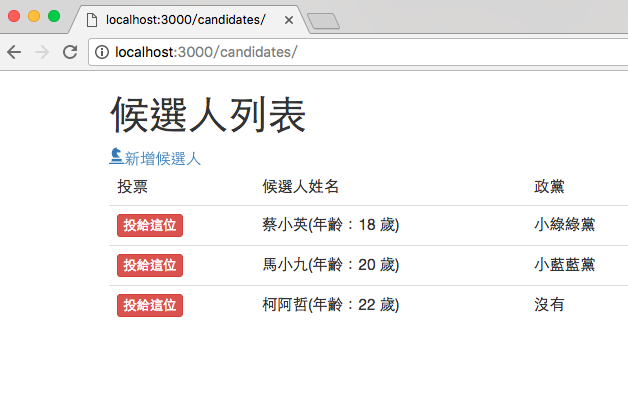 localhost:3000/candidates/
localhost:3000/candidates/
候選人列表
新增候選人
投票 候選人姓名 政黨
投給這位 蔡小英(年齡：18 歲) 小綠綠黨
投給這位 馬小九(年齡：20 歲) 小藍藍黨
投給這位 柯阿哲(年齡：22 歲) 沒有